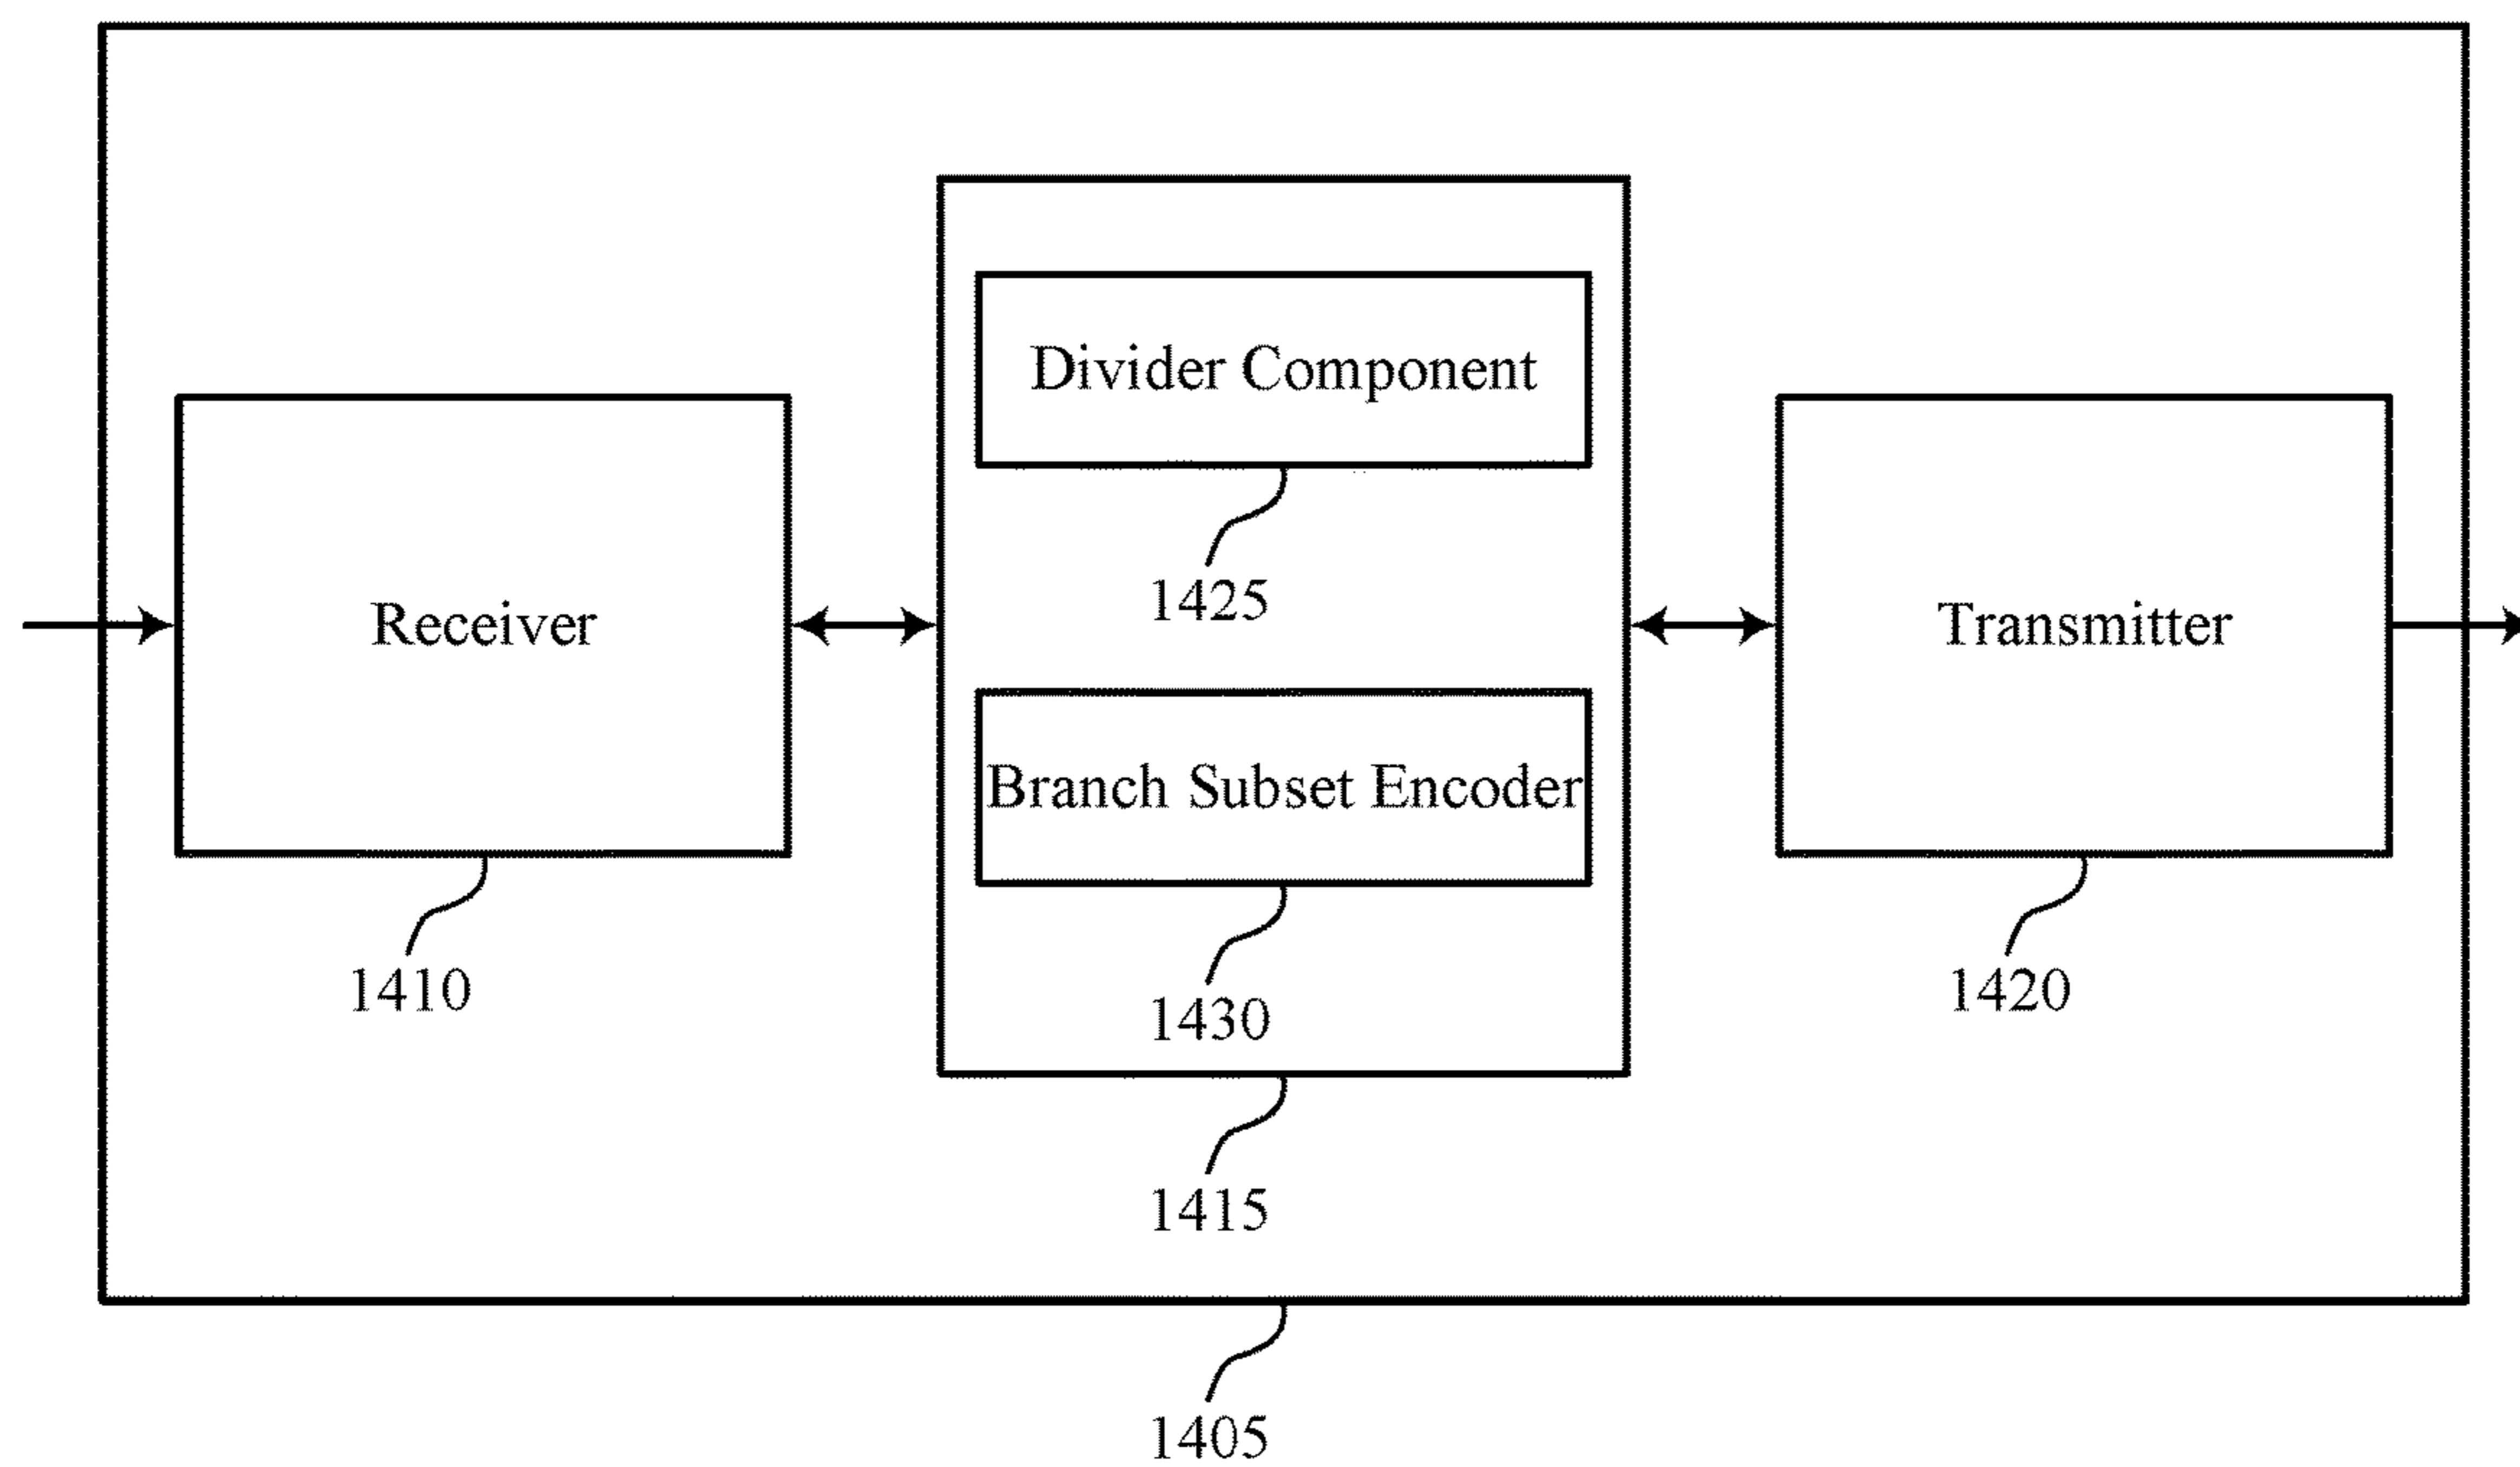 Divider Component
1425
Receiver
Transmitter
Branch Subset Encoder
1410
1430
1420
1415
1405